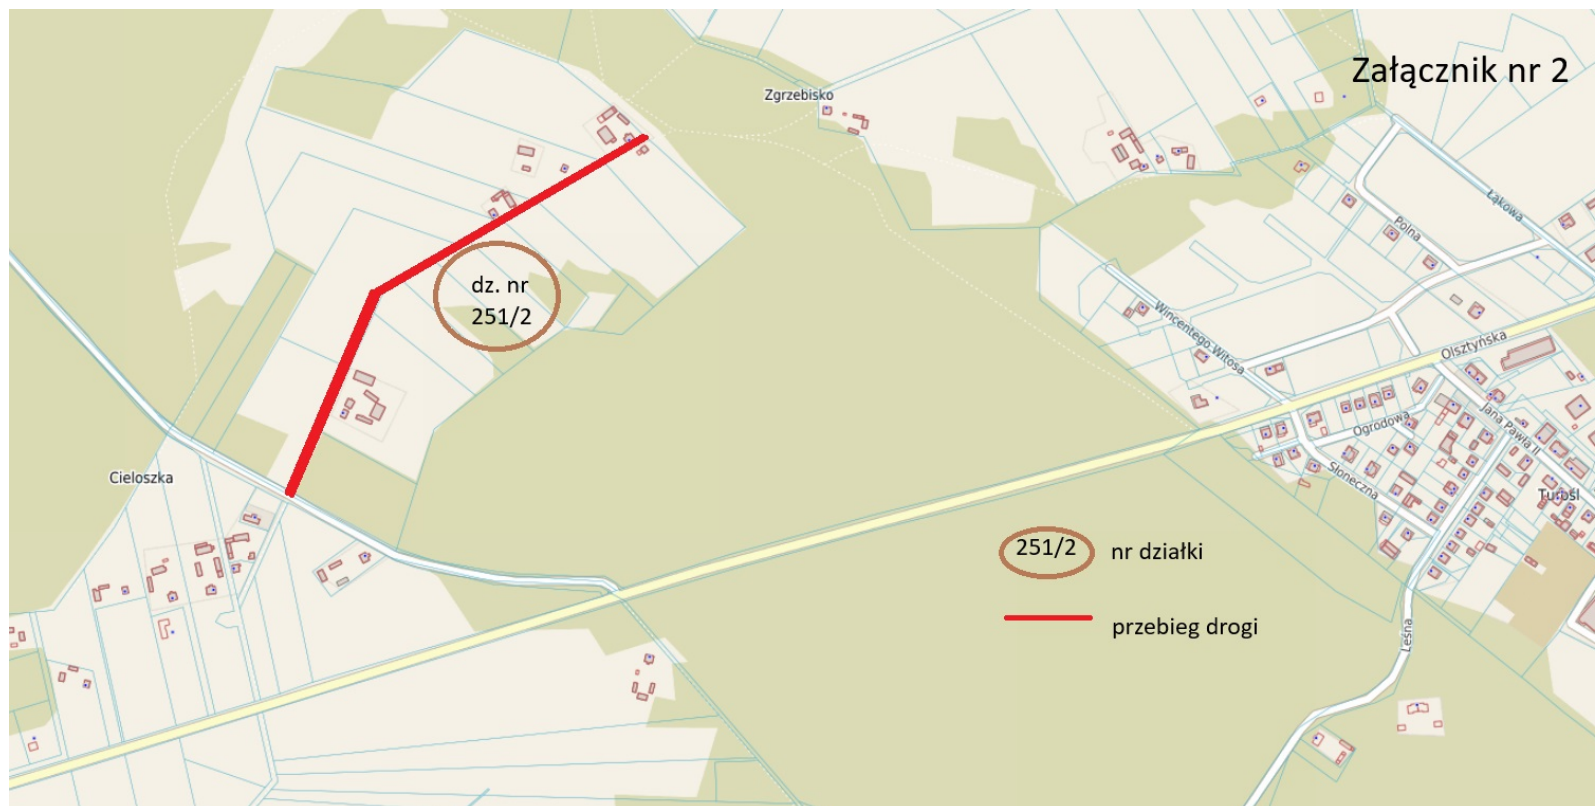 Załącznik nr 2
Zgrzebisko
Łąkowa
Polna
dz. nr
251/2
Wincentego Witosa
Olsztyńska
Jana Pawła II
Ogrodowa
Słoneczna
Cieloszka
Turośl
251/2 nr działki
przebieg drogi
Leśna